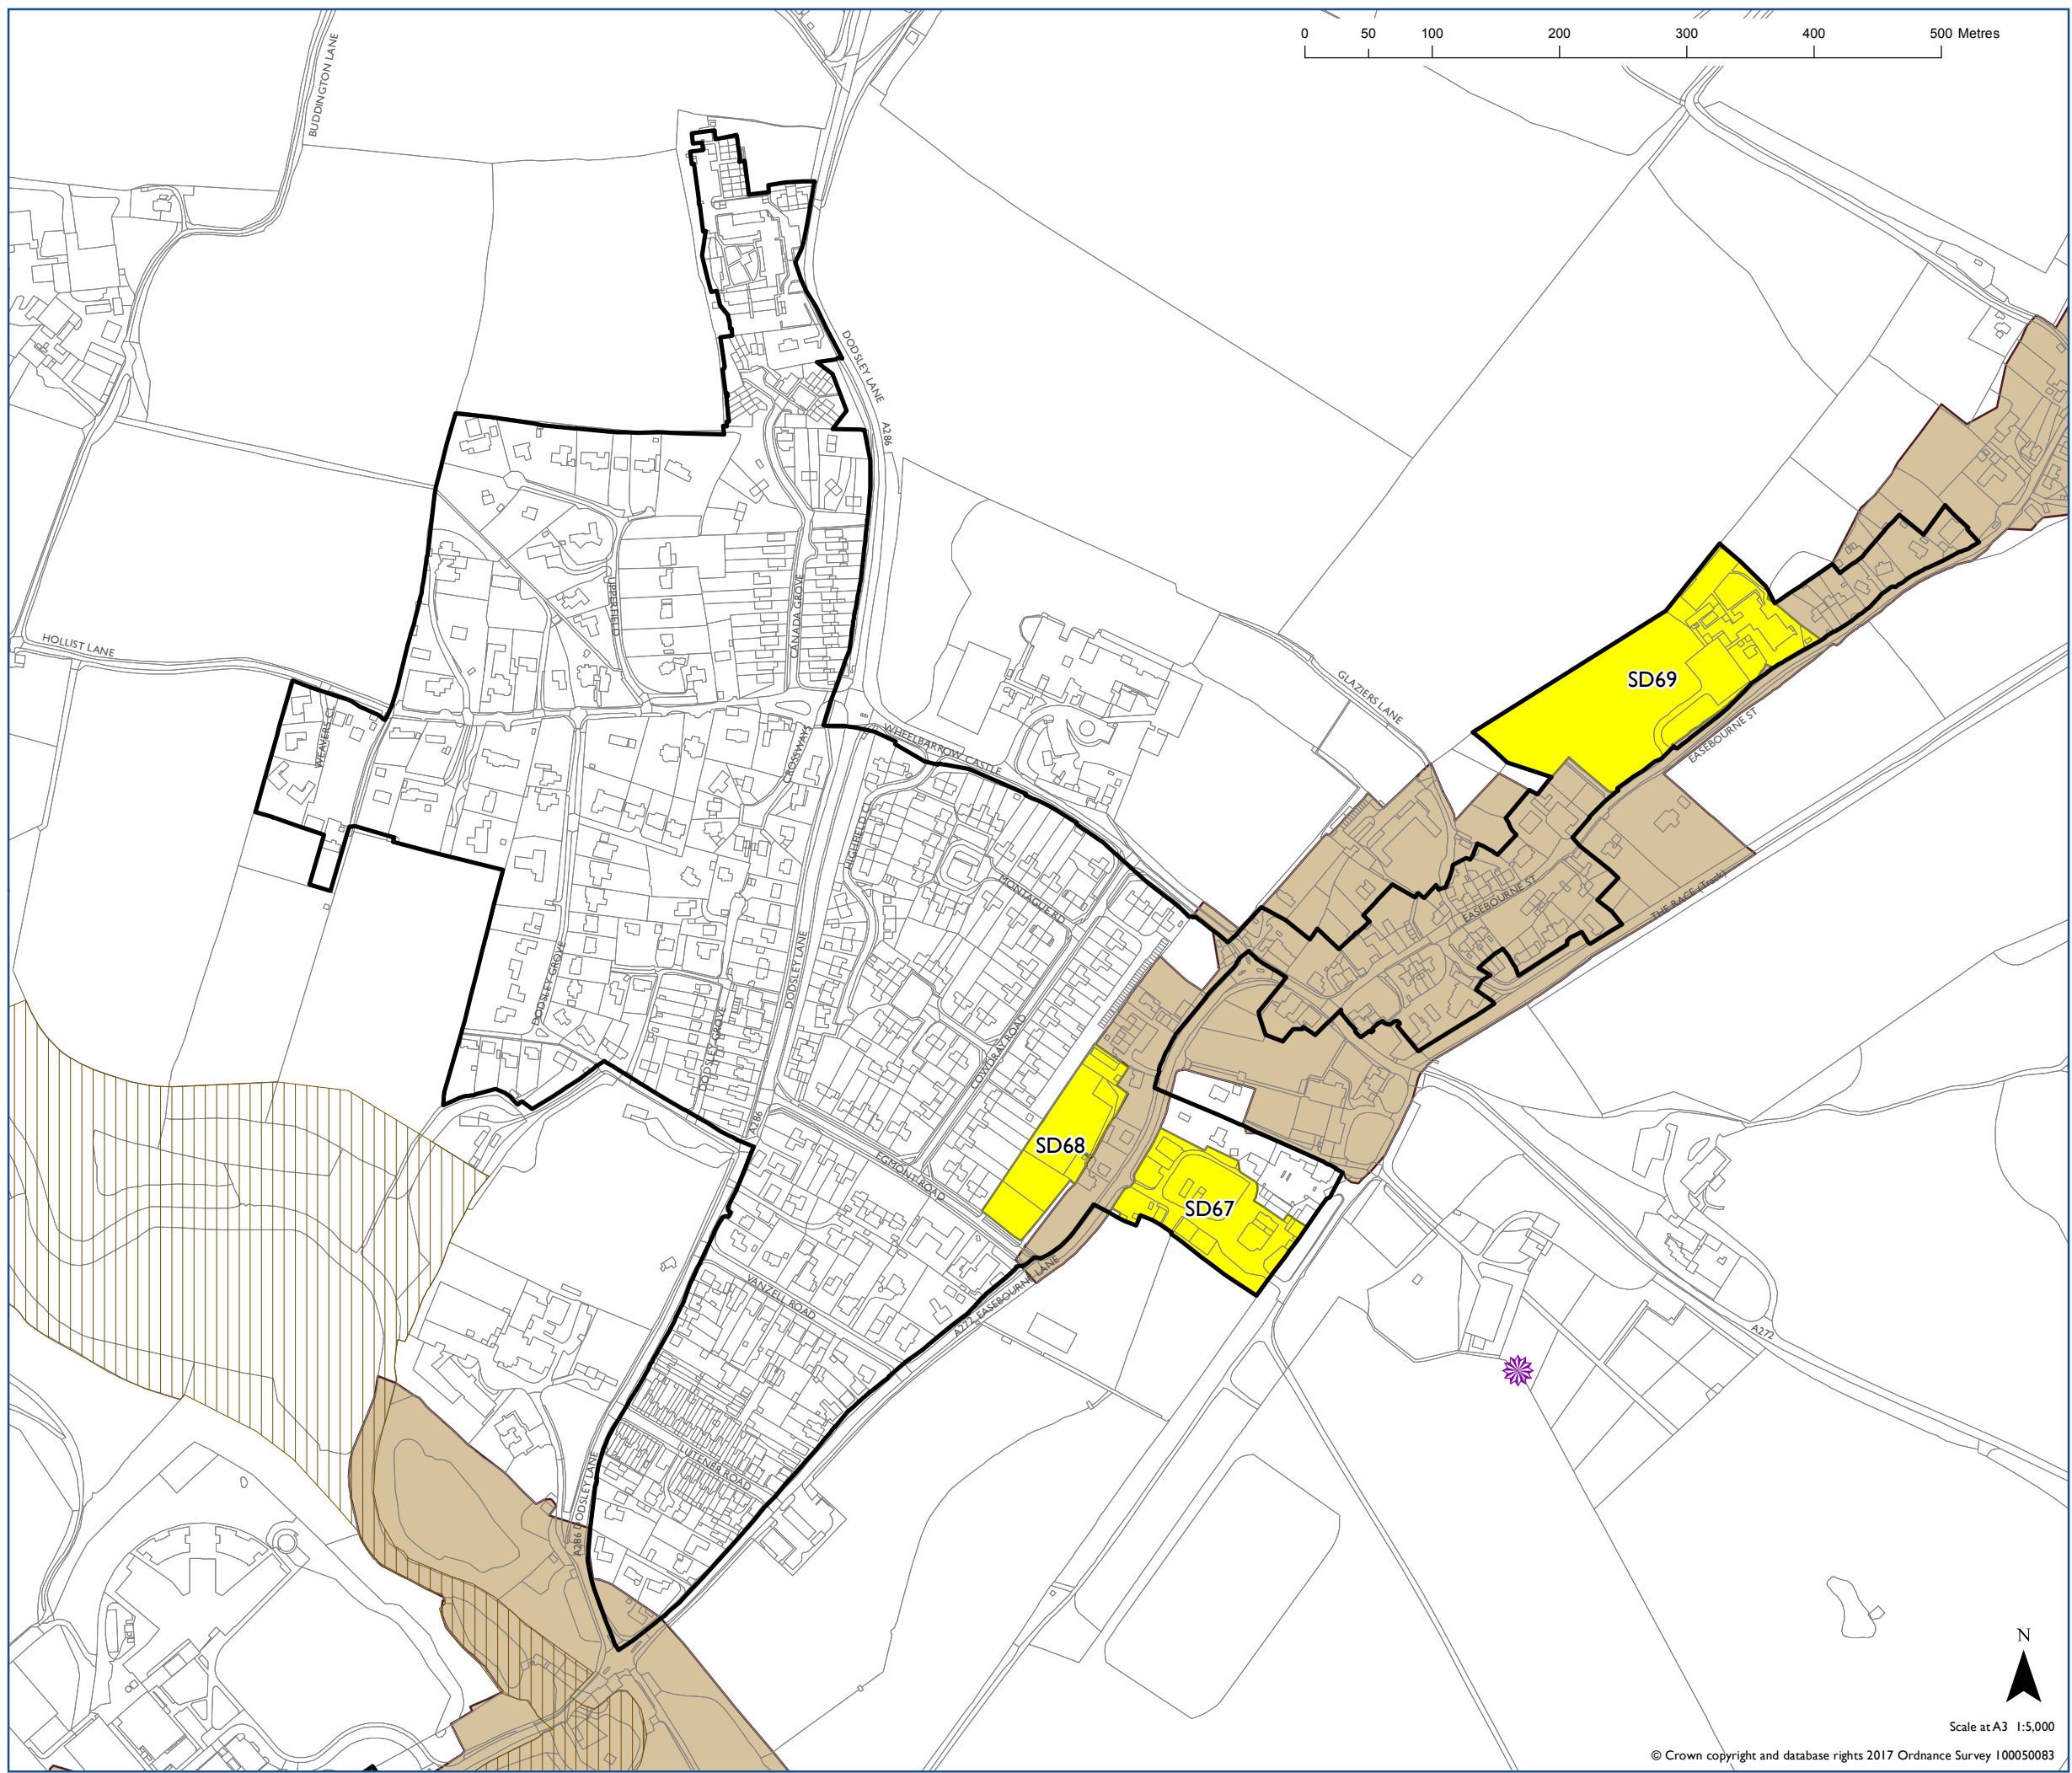 0 50 100 200 300 400 500 Metres
BUDDINGTON LANE
DODSLEY LANE
A286
UPPERFIELD
CANADA GROVE
HOLLIST LANE
WEAVERS CL
CROSSWAYS
WHEELBARROW CASTLE
GLAZIERS LANE
SD69
EASEBOURNE ST
HIGHFIELD CL
MONTAGUE RD
EASEBOURNE ST
THE RACE (Track)
DODSLEY GROVE
DODSLEY LANE
DODSLEY GROVE
COWDRAY ROAD
A286
EGMONT ROAD
SD68
SD67
VANZELL ROAD
A272 EASEBOURNE LANE
A272
LUTENER ROAD
A286 DODSLEY LANE
N
Scale at A3 1:5,000
© Crown copyright and database rights 2017 Ordnance Survey 100050083